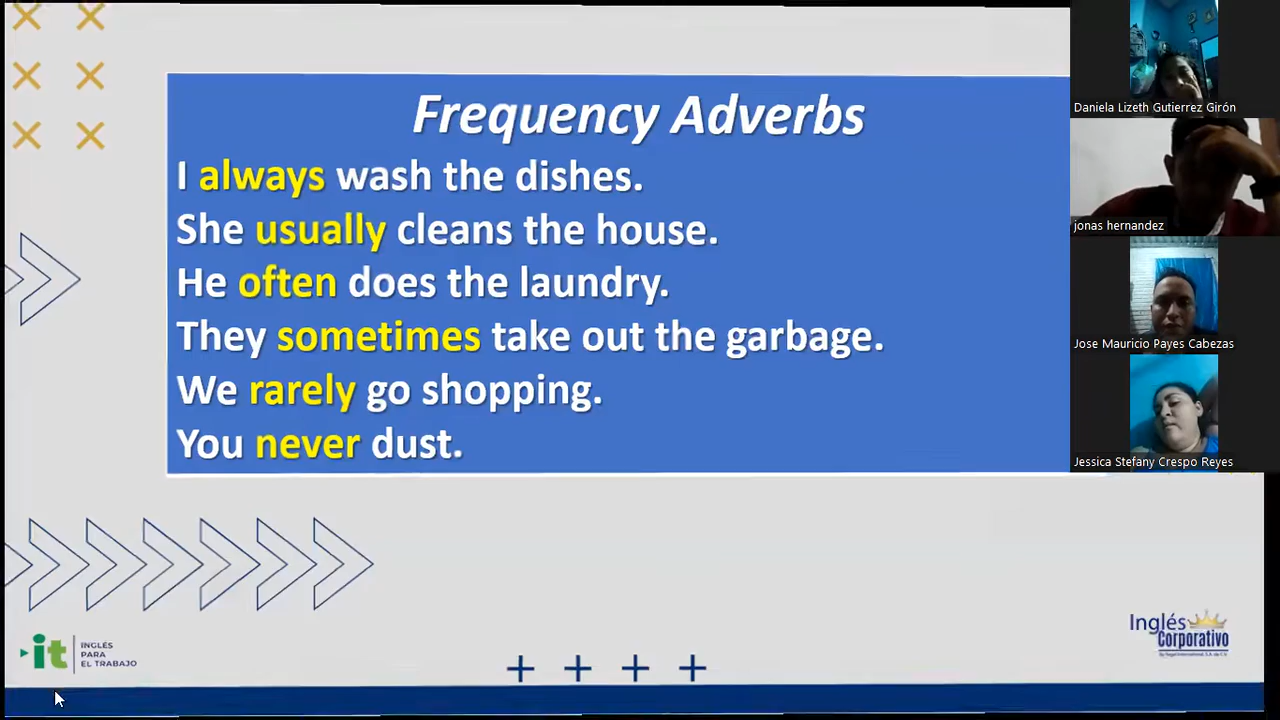 Frequency Adverbs
I always wash the dishes.
She usually cleans the house.
He often does the laundry.
They sometimes take out the garbage.
We rarely go shopping.
You never dust.
Daniela Lizeth Gutierrez Girón
jonas hernandez
Jose Mauricio Payes Cabezas
Jessica Stefany Crespo Reyes
it
INGLÉS
PARA
EL TRABAJO
Inglés
Corporativo